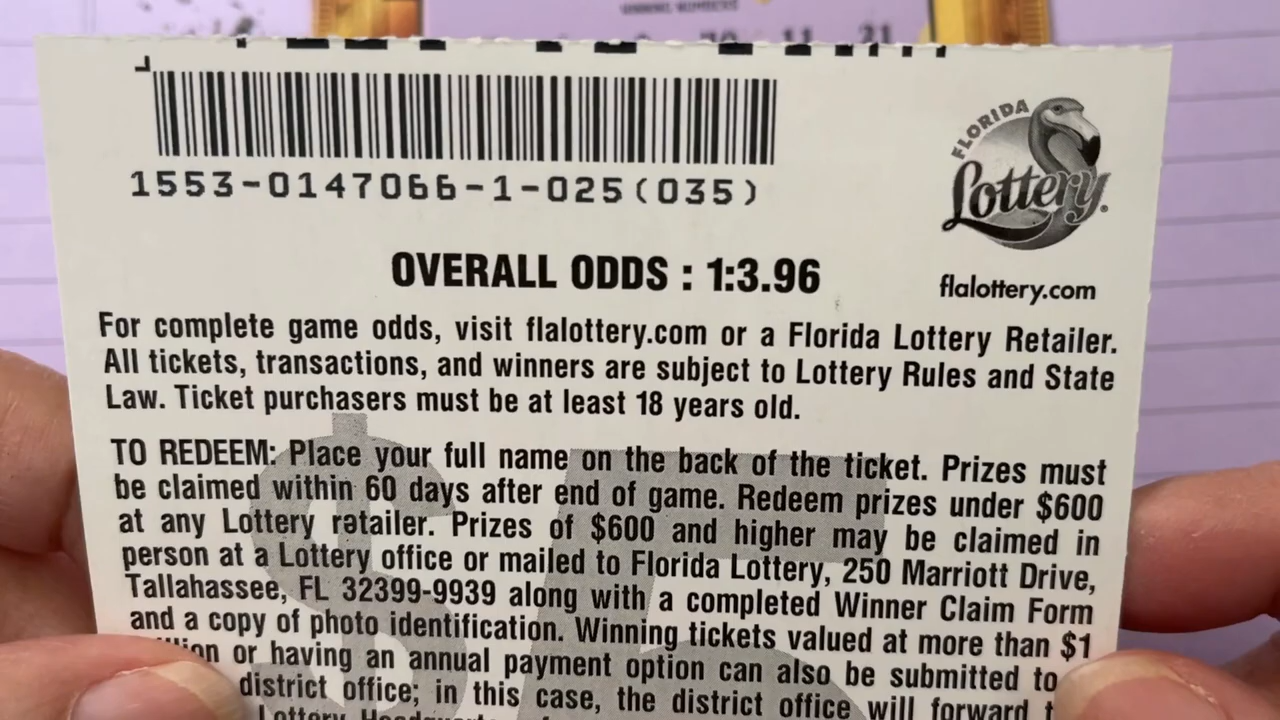 WINNING NUMBERS
11 21
1553-0147066-1-025(035)
FLORIDA
Lottery
OVERALL ODDS : 1:3.96
flalottery.com
For complete game odds, visit flalottery.com or a Florida Lottery Retailer.
All tickets, transactions, and winners are subject to Lottery Rules and State
Law. Ticket purchasers must be at least 18 years old.
$5
TO REDEEM: Place your full name on the back of the ticket. Prizes must
be claimed within 60 days after end of game. Redeem prizes under $600
at any Lottery retailer. Prizes of $600 and higher may be claimed in
person at a Lottery office or mailed to Florida Lottery, 250 Marriott Drive,
Tallahassee, FL 32399-9939 along with a completed Winner Claim Form
and a copy of photo identification. Winning tickets valued at more than $1
or having an annual payment option can also be submitted to
district office; in this case, the district office will forward
Lottery